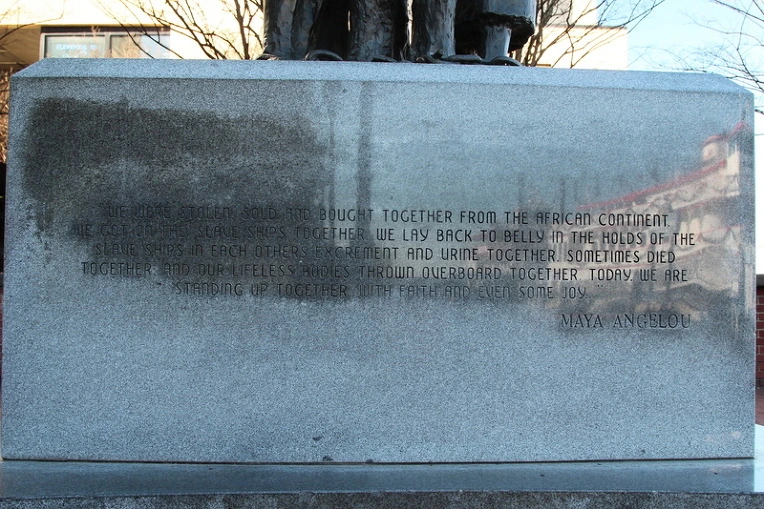 "WE WERE STOLEN, SOLD AND BOUGHT TOGETHER FROM THE AFRICAN CONTINENT.
WE GOT ON THE SLAVE SHIPS TOGETHER. WE LAY BACK TO BELLY IN THE HOLDS OF THE
SLAVE SHIPS IN EACH OTHERS EXCREMENT AND URINE TOGETHER, SOMETIMES DIED
TOGETHER, AND OUR LIFELESS BODIES THROWN OVERBOARD TOGETHER. TODAY, WE ARE
STANDING UP TOGETHER, WITH FAITH AND EVEN SOME JOY."
MAYA ANGELOU